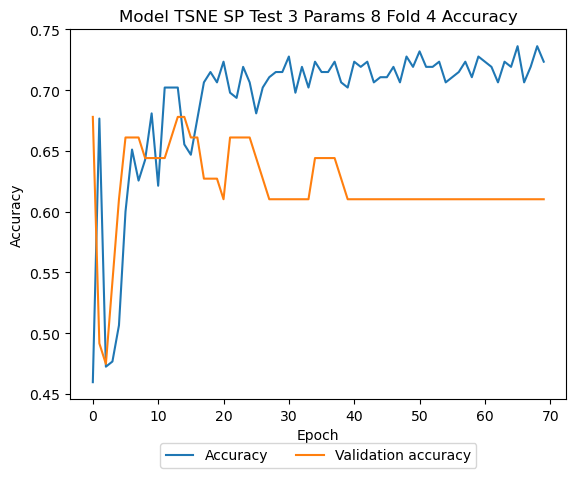 Model TSNE SP Test 3 Params 8 Fold 4 Accuracy
0.75
0.70
0.65
0.60
0.55
0.50
0.45
Accuracy
0 10 20 30 40 50 60 70
Epoch
Accuracy Validation accuracy